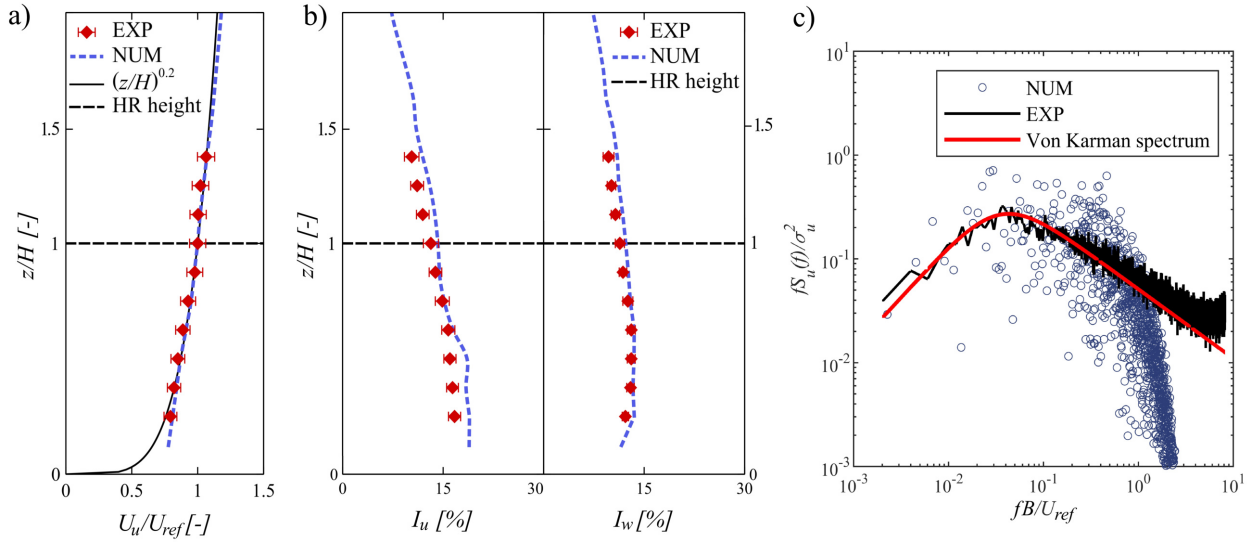 a)
EXP
NUM
(z/H)^0.2
HR height
1.5
1
0
z/H [-]
0 0.5 1 1.5
U_u/U_ref [-]
b)
EXP
NUM
HR height
1.5
1
0
z/H [-]
1.5
1
0
0 15 30
15 30
I_u [%]
I_w [%]
c)
NUM
EXP
Von Karman spectrum
10^1
10^0
10^-1
10^-2
10^-3
fS_u(f)/σ_u^2
10^-3 10^-2 10^-1 10^0 10^1
fB/U_ref